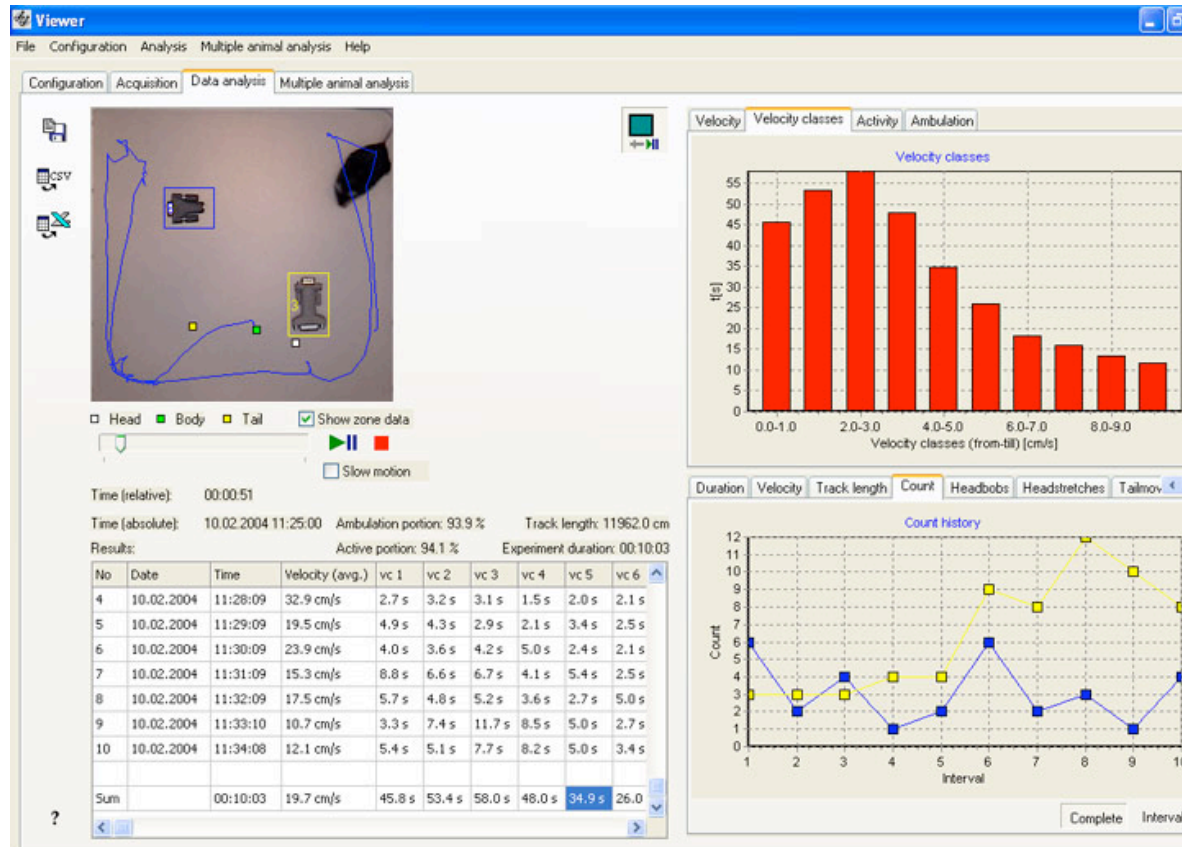 Viewer
File Configuration Analysis Multiple animal analysis Help
Configuration Acquisition Data analysis Multiple animal analysis
csv
3
Head Body Tail Show zone data
Slow motion
Time (relative): 00:00:51
Time (absolute): 10.02.2004 11:25:00 Ambulation portion: 93.9 % Track length: 11962.0 cm
Results: Active portion: 94.1 % Experiment duration: 00:10:03
No Date Time Velocity (avg.) vc 1 vc 2 vc 3 vc 4 vc 5 vc 6
4 10.02.2004 11:28:09 32.9 cm/s 2.7 s 3.2 s 3.1 s 1.5 s 2.0 s 2.1 s
5 10.02.2004 11:29:09 19.5 cm/s 4.9 s 4.3 s 2.9 s 2.1 s 3.4 s 2.5 s
6 10.02.2004 11:30:09 23.9 cm/s 4.0 s 3.6 s 4.2 s 5.0 s 2.4 s 2.1 s
7 10.02.2004 11:31:09 15.3 cm/s 8.8 s 6.6 s 6.7 s 4.1 s 5.4 s 2.5 s
8 10.02.2004 11:32:09 17.5 cm/s 5.7 s 4.8 s 5.2 s 3.6 s 2.7 s 5.0 s
9 10.02.2004 11:33:10 10.7 cm/s 3.3 s 7.4 s 11.7 s 8.5 s 5.0 s 2.7 s
10 10.02.2004 11:34:08 12.1 cm/s 5.4 s 5.1 s 7.7 s 8.2 s 5.0 s 3.4 s
Sum 00:10:03 19.7 cm/s 45.8 s 53.4 s 58.0 s 48.0 s 34.9 s 26.0
?
Velocity Velocity classes Activity Ambulation
Velocity classes
55
50
45
40
35
30
25
20
15
10
5
0
t[s]
0.0-1.0 2.0-3.0 4.0-5.0 6.0-7.0 8.0-9.0
Velocity classes (from-till) [cm/s]
Duration Velocity Track length Count Headbobs Headstretches Tailmov
Count history
12
11
10
9
8
7
6
5
4
3
2
1
0
Count
1 2 3 4 5 6 7 8 9 10
Interval
Complete Interval